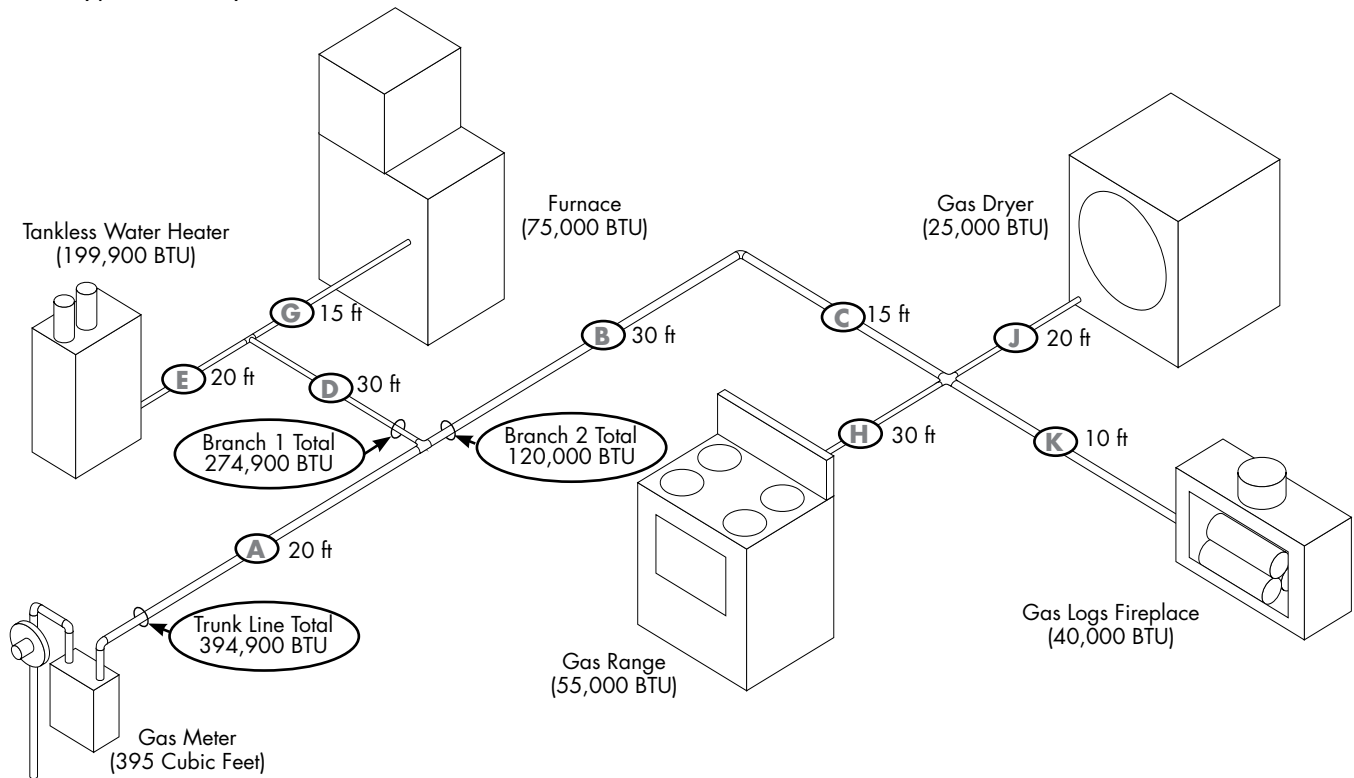 Furnace
(75,000 BTU)
Gas Dryer
(25,000 BTU)
Tankless Water Heater
(199,900 BTU)
G 15 ft
B 30 ft
C 15 ft
J 20 ft
E 20 ft
D 30 ft
Branch 1 Total
274,900 BTU
Branch 2 Total
120,000 BTU
H 30 ft
K 10 ft
A 20 ft
Trunk Line Total
394,900 BTU
Gas Range
(55,000 BTU)
Gas Logs Fireplace
(40,000 BTU)
Gas Meter
(395 Cubic Feet)